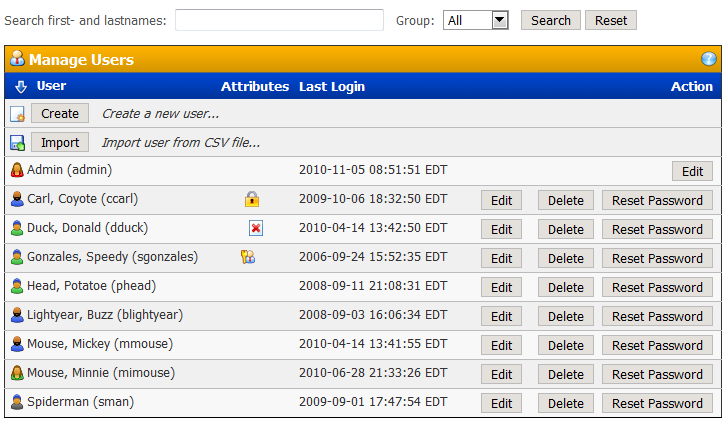 Search first- and lastnames: Group: All Search Reset
Manage Users
User Attributes Last Login Action
Create Create a new user...
Import Import user from CSV file...
Admin (admin) 2010-11-05 08:51:51 EDT Edit
Carl, Coyote (ccarl) 2009-10-06 18:32:50 EDT Edit Delete Reset Password
Duck, Donald (dduck) 2010-04-14 13:42:50 EDT Edit Delete Reset Password
Gonzales, Speedy (sgonzales) 2006-09-24 15:52:35 EDT Edit Delete Reset Password
Head, Potatoe (phead) 2008-09-11 21:08:31 EDT Edit Delete Reset Password
Lightyear, Buzz (blightyear) 2008-09-03 16:06:34 EDT Edit Delete Reset Password
Mouse, Mickey (mmouse) 2010-04-14 13:41:55 EDT Edit Delete Reset Password
Mouse, Minnie (mimouse) 2010-06-28 21:33:26 EDT Edit Delete Reset Password
Spiderman (sman) 2009-09-01 17:47:54 EDT Edit Delete Reset Password